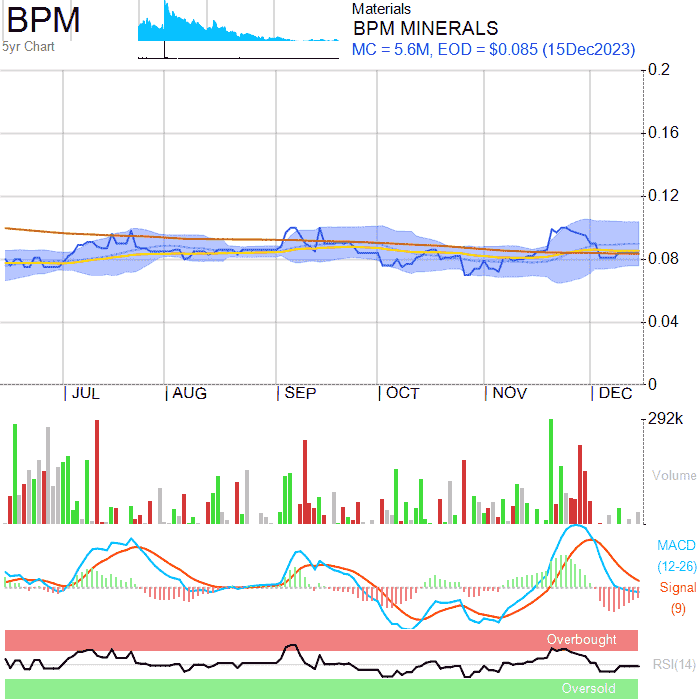 BPM
5yr Chart
Materials
BPM MINERALS
MC = 5.6M, EOD = $0.085 (15Dec2023)
0.2
0.16
0.12
0.08
0.04
0
JUL AUG SEP OCT NOV DEC
292k
Volume
MACD
(12-26)
Signal
(9)
Overbought
RSI(14)
Oversold